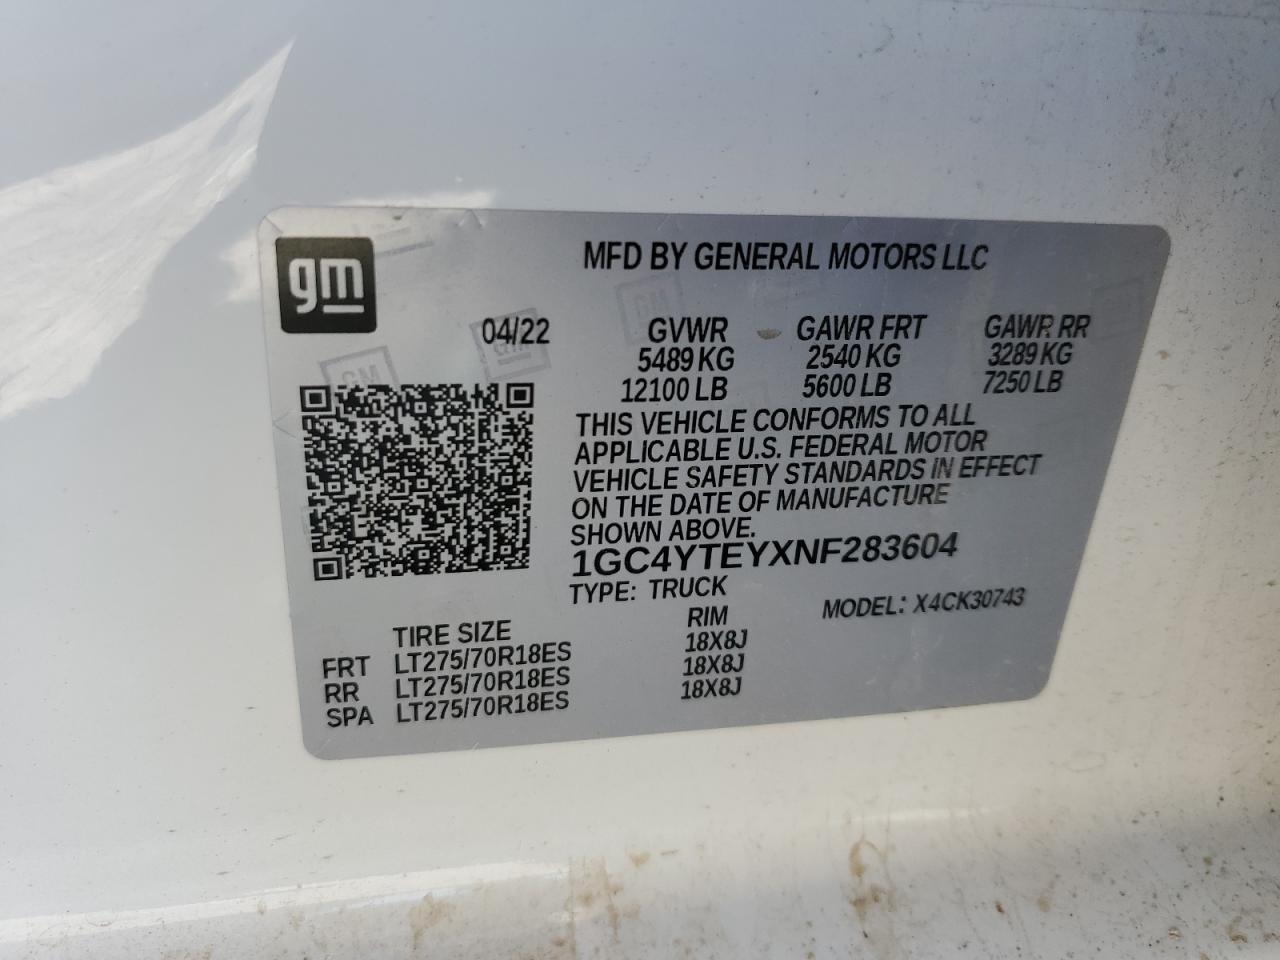 gm
MFD BY GENERAL MOTORS LLC
04/22 GVWR GAWR FRT GAWR RR
5489 KG 2540 KG 3289 KG
12100 LB 5600 LB 7250 LB
THIS VEHICLE CONFORMS TO ALL
APPLICABLE U.S. FEDERAL MOTOR
VEHICLE SAFETY STANDARDS IN EFFECT
ON THE DATE OF MANUFACTURE
SHOWN ABOVE.
1GC4YTEYXNF283604
TYPE: TRUCK MODEL: X4CK30743
TIRE SIZE RIM
FRT LT275/70R18ES 18X8J
RR LT275/70R18ES 18X8J
SPA LT275/70R18ES 18X8J
GM
GM
GM